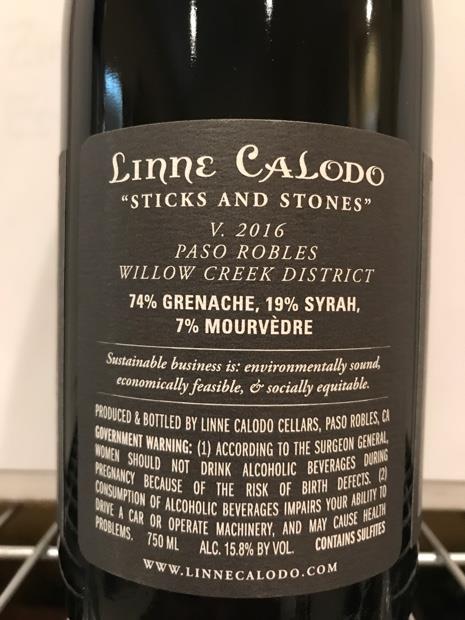 LINNE CALODO
"STICKS AND STONES"
V. 2016
PASO ROBLES
WILLOW CREEK DISTRICT
74% GRENACHE, 19% SYRAH,
7% MOURVÈDRE
Sustainable business is: environmentally sound,
economically feasible, & socially equitable.
PRODUCED & BOTTLED BY LINNE CALODO CELLARS, PASO ROBLES, CA
GOVERNMENT WARNING: (1) ACCORDING TO THE SURGEON GENERAL,
WOMEN SHOULD NOT DRINK ALCOHOLIC BEVERAGES DURING
PREGNANCY BECAUSE OF THE RISK OF BIRTH DEFECTS. (2)
CONSUMPTION OF ALCOHOLIC BEVERAGES IMPAIRS YOUR ABILITY TO
DRIVE A CAR OR OPERATE MACHINERY, AND MAY CAUSE HEALTH
PROBLEMS. 750 ML ALC. 15.8% BY VOL. CONTAINS SULFITES
WWW.LINNECALODO.COM